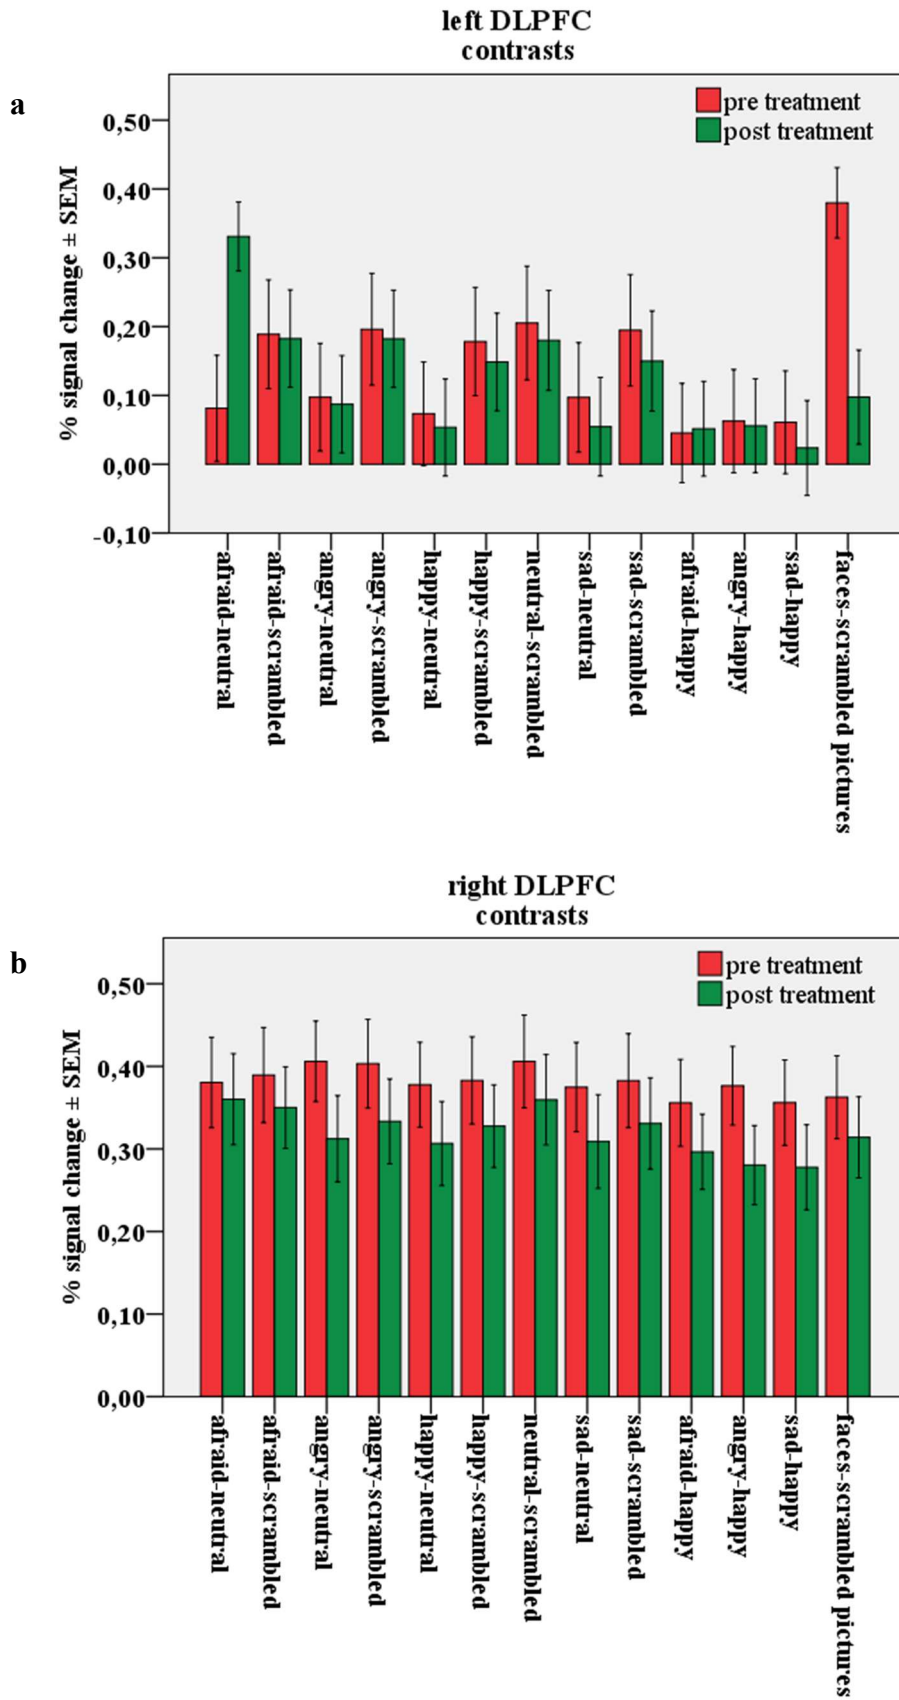 left DLPFC
contrasts
a
pre treatment
post treatment
0,50
0,40
0,30
0,20
0,10
0,00
-0,10
% signal change ± SEM
afraid-neutral
afraid-scrambled
angry-neutral
angry-scrambled
happy-neutral
happy-scrambled
neutral-scrambled
sad-neutral
sad-scrambled
afraid-happy
angry-happy
sad-happy
faces-scrambled pictures
right DLPFC
contrasts
b
pre treatment
post treatment
0,50
0,40
0,30
0,20
0,10
0,00
% signal change ± SEM
afraid-neutral
afraid-scrambled
angry-neutral
angry-scrambled
happy-neutral
happy-scrambled
neutral-scrambled
sad-neutral
sad-scrambled
afraid-happy
angry-happy
sad-happy
faces-scrambled pictures